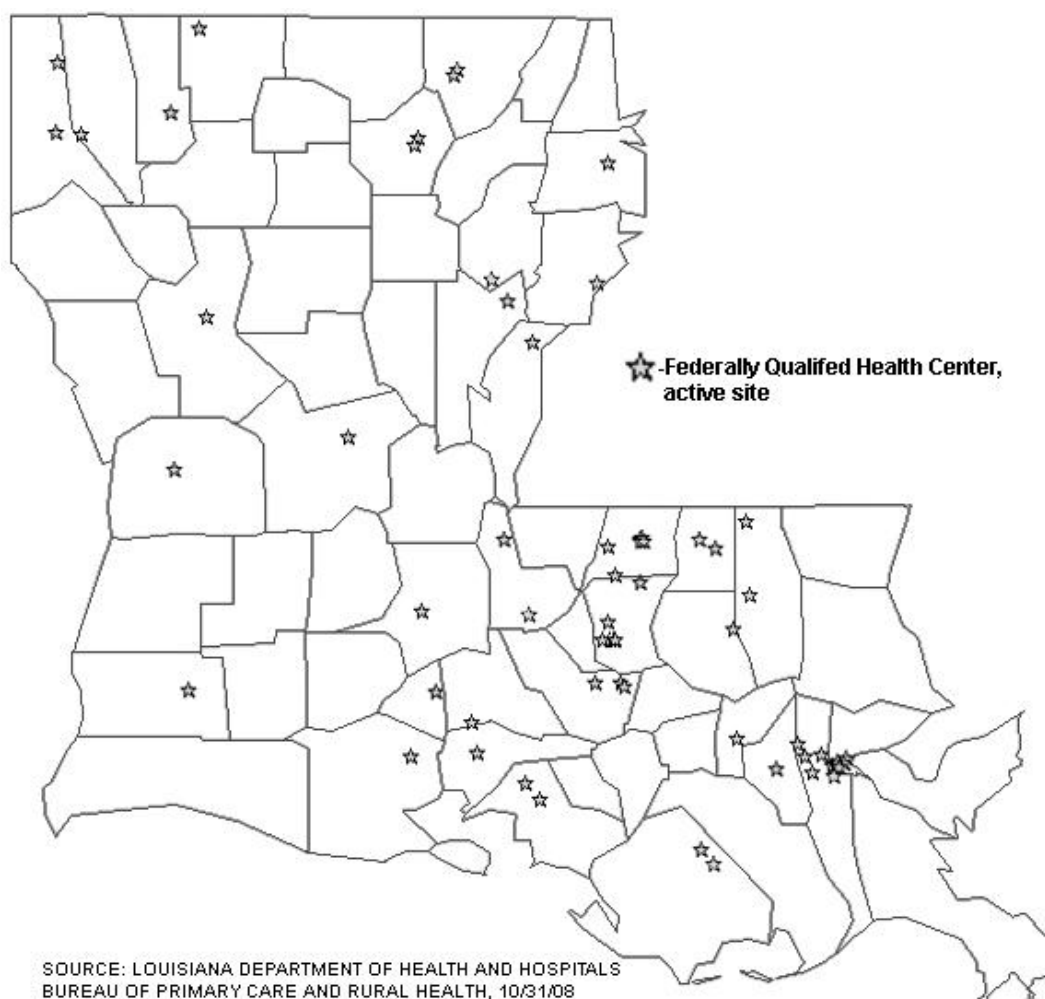 -Federally Qualifed Health Center,
active site
SOURCE: LOUISIANA DEPARTMENT OF HEALTH AND HOSPITALS
BUREAU OF PRIMARY CARE AND RURAL HEALTH, 10/31/08